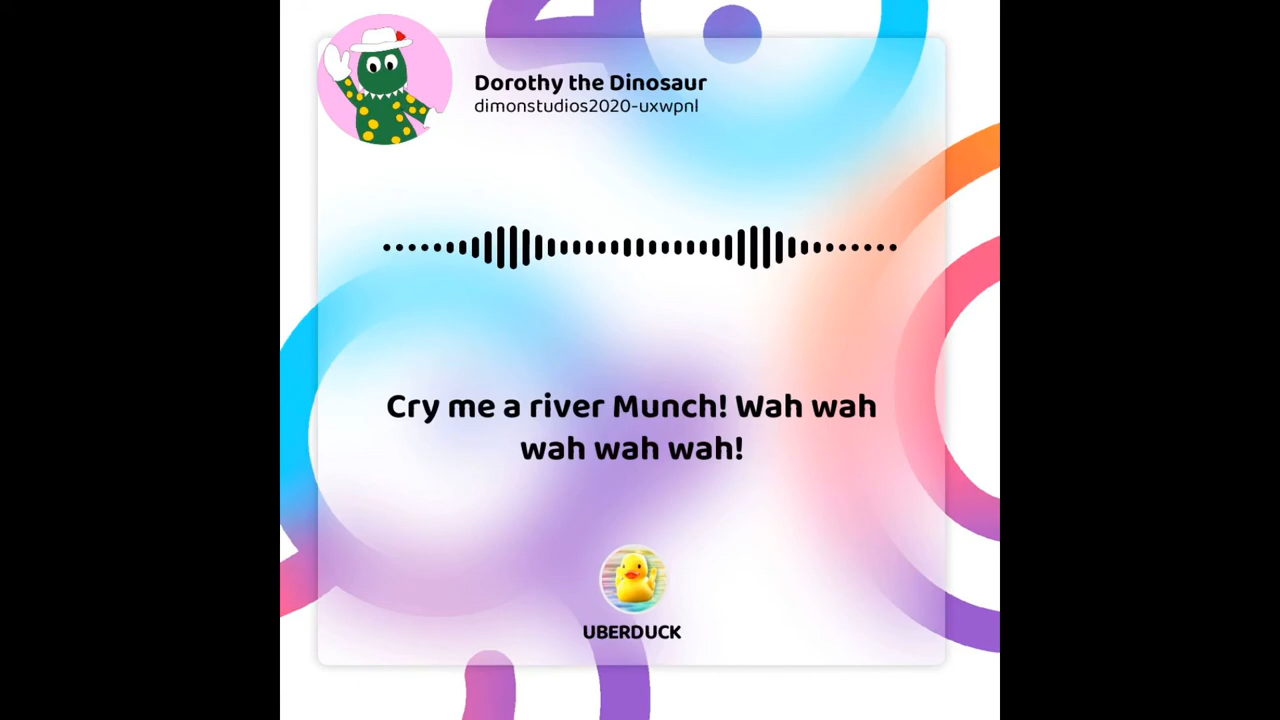 Dorothy the Dinosaur
dimonstudios2020-uxwpnl
Cry me a river Munch! Wah wah
wah wah wah!
UBERDUCK